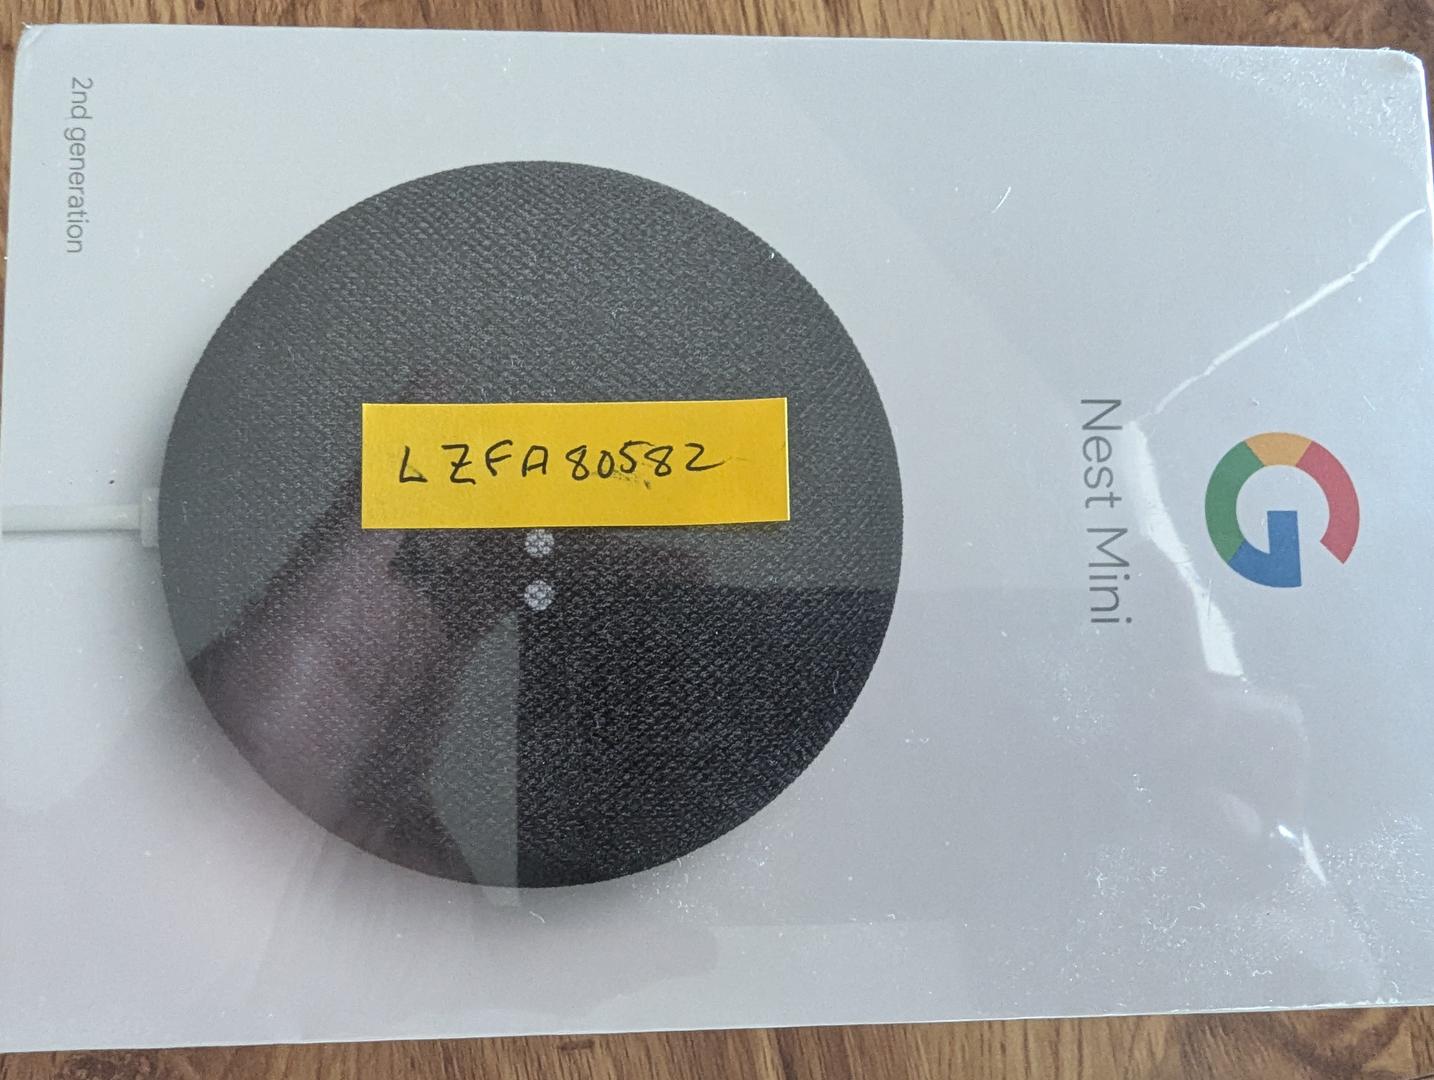 LZFA80582
Nest Mini
2nd generation